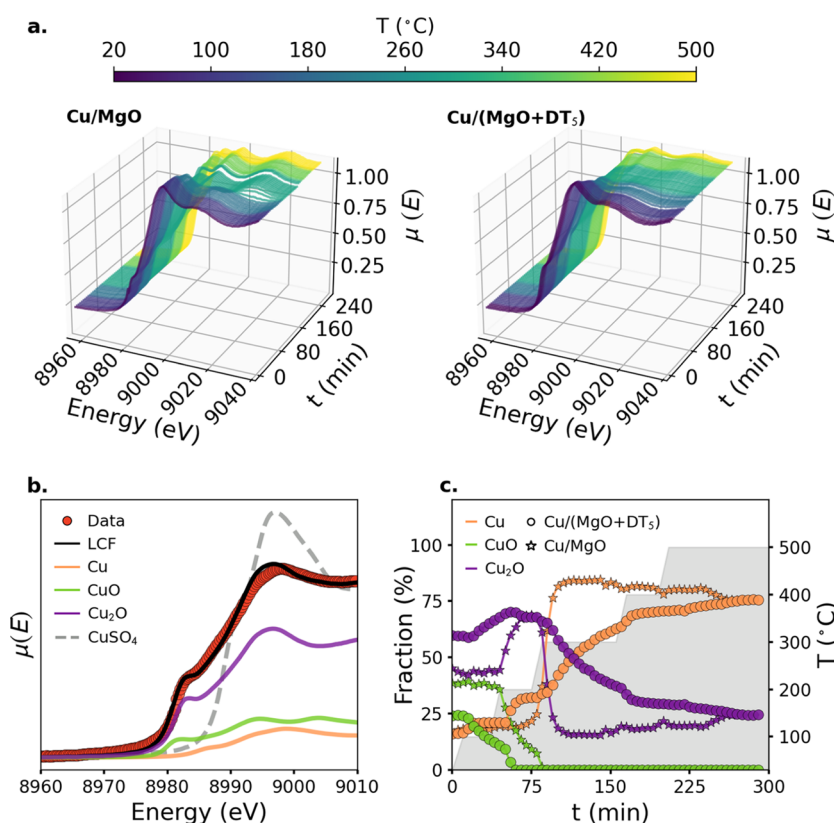 a.
T (°C)
20 100 180 260 340 420 500
Cu/MgO
Cu/(MgO+DT₅)
1.00
0.75
0.50
0.25
μ (E)
240
160
80
0
t (min)
8960
8980
9000
9020
9040
Energy (eV)
1.00
0.75
0.50
0.25
μ (E)
240
160
80
0
t (min)
8960
8980
9000
9020
9040
Energy (eV)
b.
Data
LCF
Cu
CuO
Cu₂O
CuSO₄
μ(E)
8960 8970 8980 8990 9000 9010
Energy (eV)
c.
Cu
CuO
Cu₂O
Cu/(MgO+DT₅)
Cu/MgO
100
75
50
25
0
Fraction (%)
500
400
300
200
100
T (°C)
0 75 150 225 300
t (min)